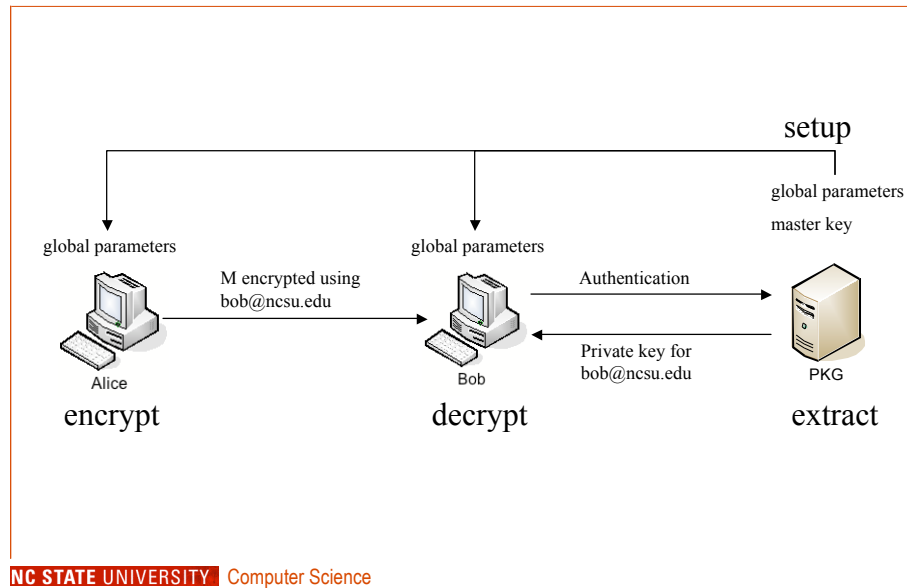 setup
global parameters
master key
global parameters
global parameters
M encrypted using
bob@ncsu.edu
Authentication
Private key for
bob@ncsu.edu
Alice
Bob
PKG
encrypt
decrypt
extract
NC STATE UNIVERSITY Computer Science